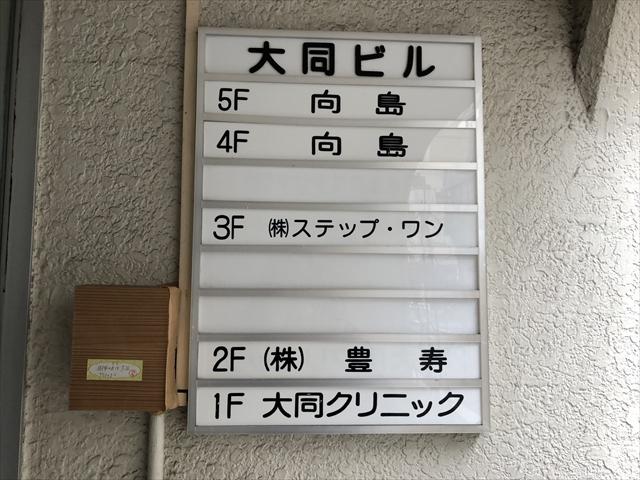 大同ビル
5F 向島
4F 向島
3F ㈱ステップ・ワン
2F (株) 豊寿
1F 大同クリニック